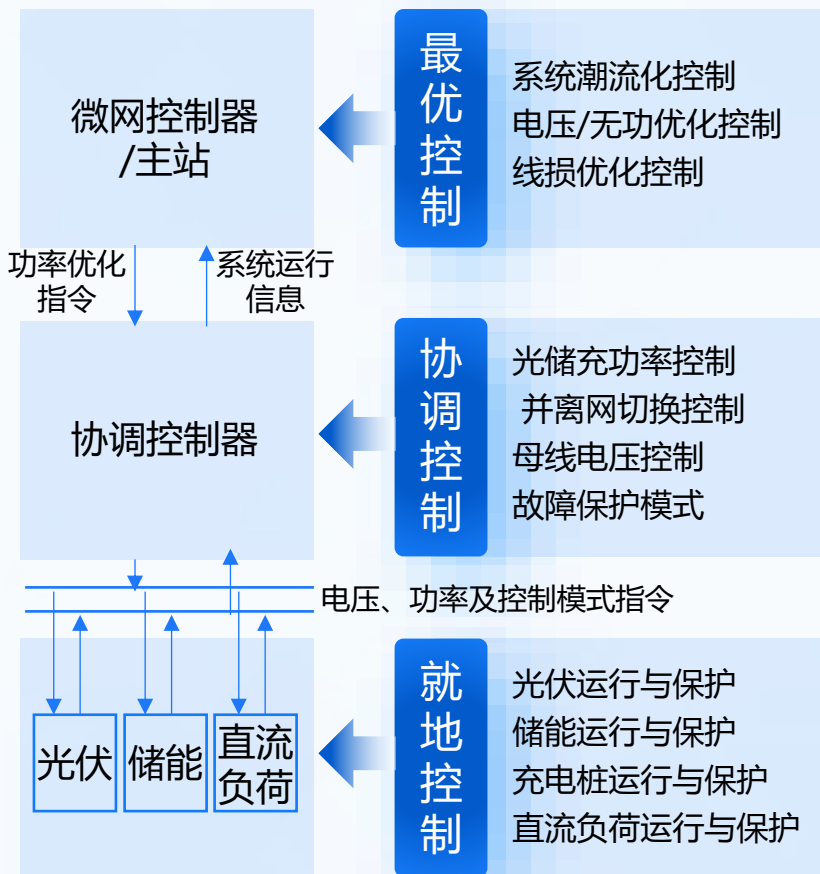 微网控制器
/主站
最优控制
系统潮流化控制
电压/无功优化控制
线损优化控制
功率优化
指令
系统运行
信息
协调控制器
协调控制
光储充功率控制
并离网切换控制
母线电压控制
故障保护模式
电压、功率及控制模式指令
光伏
储能
直流
负荷
就地控制
光伏运行与保护
储能运行与保护
充电桩运行与保护
直流负荷运行与保护